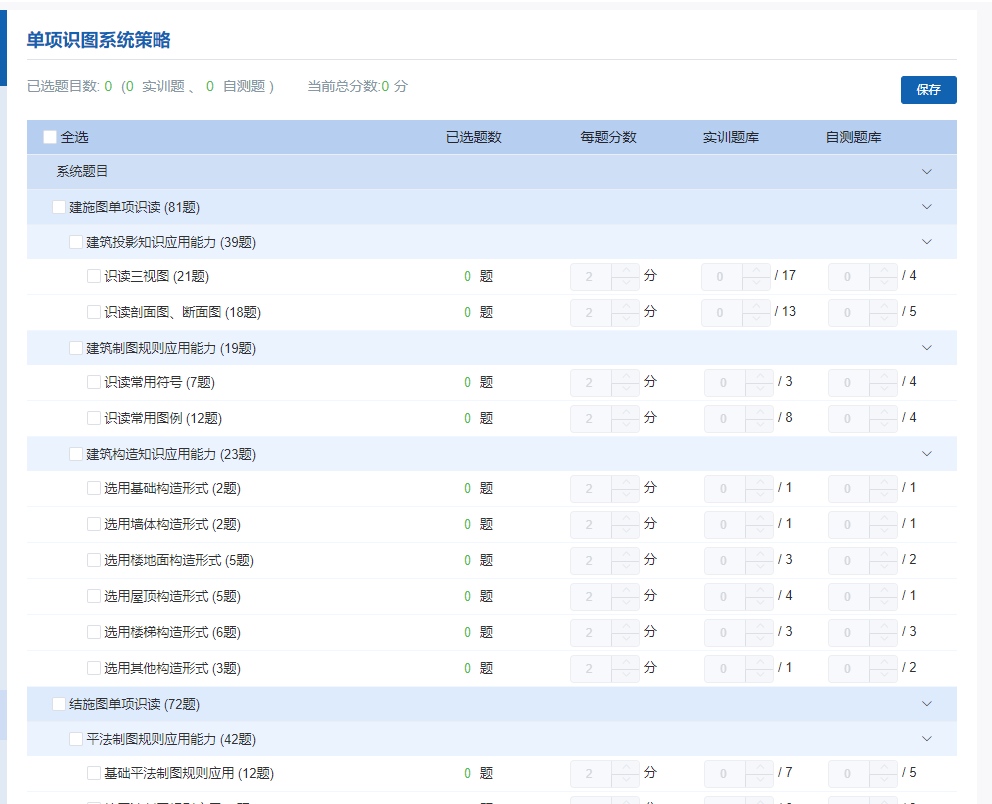 单项识图系统策略
已选题目数: 0 (0 实训题 、 0 自测题 ) 当前总分数:0 分
保存
全选 已选题数 每题分数 实训题库 自测题库
系统题目
建施图单项识读 (81题)
建筑投影知识应用能力 (39题)
识读三视图 (21题) 0 题 2 分 0 / 17 0 / 4
识读剖面图、断面图 (18题) 0 题 2 分 0 / 13 0 / 5
建筑制图规则应用能力 (19题)
识读常用符号 (7题) 0 题 2 分 0 / 3 0 / 4
识读常用图例 (12题) 0 题 2 分 0 / 8 0 / 4
建筑构造知识应用能力 (23题)
选用基础构造形式 (2题) 0 题 2 分 0 / 1 0 / 1
选用墙体构造形式 (2题) 0 题 2 分 0 / 1 0 / 1
选用楼地面构造形式 (5题) 0 题 2 分 0 / 3 0 / 2
选用屋顶构造形式 (5题) 0 题 2 分 0 / 4 0 / 1
选用楼梯构造形式 (6题) 0 题 2 分 0 / 3 0 / 3
选用其他构造形式 (3题) 0 题 2 分 0 / 1 0 / 2
结施图单项识读 (72题)
平法制图规则应用能力 (42题)
基础平法制图规则应用 (12题) 0 题 2 分 0 / 7 0 / 5